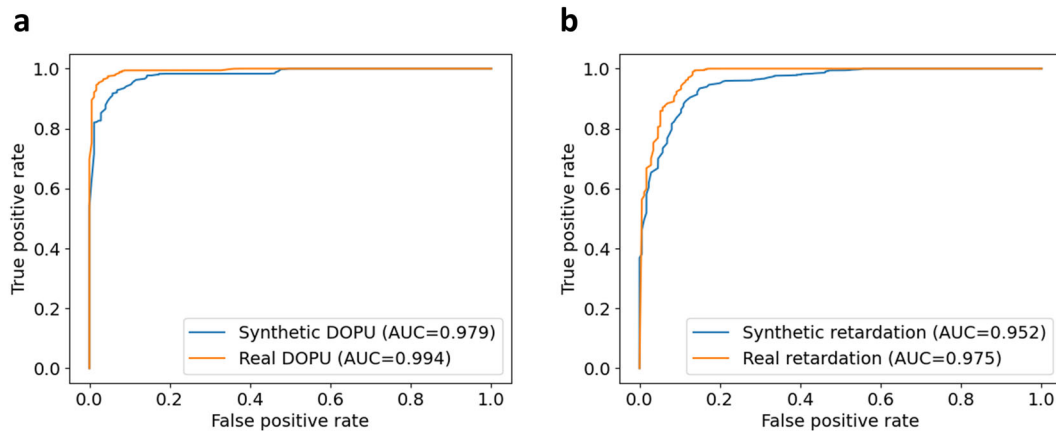 a
1.0
0.8
0.6
0.4
0.2
0.0
True positive rate
Synthetic DOPU (AUC=0.979)
Real DOPU (AUC=0.994)
0.0 0.2 0.4 0.6 0.8 1.0
False positive rate
b
1.0
0.8
0.6
0.4
0.2
0.0
True positive rate
Synthetic retardation (AUC=0.952)
Real retardation (AUC=0.975)
0.0 0.2 0.4 0.6 0.8 1.0
False positive rate